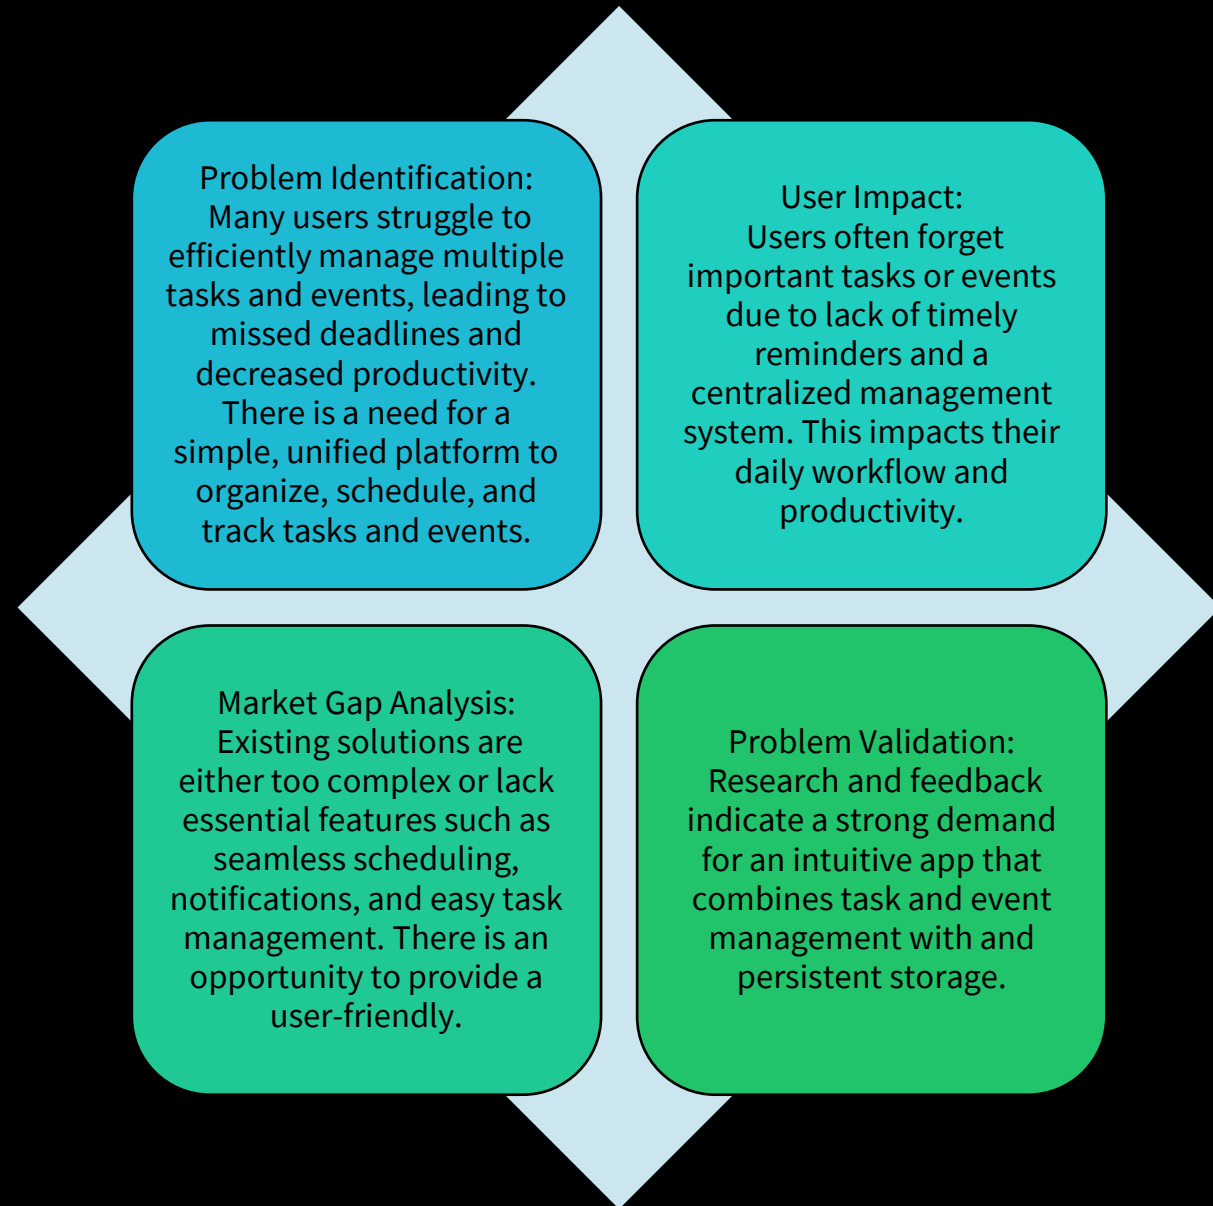 Problem Identification:
Many users struggle to
efficiently manage multiple
tasks and events, leading to
missed deadlines and
decreased productivity.
There is a need for a
simple, unified platform to
organize, schedule, and
track tasks and events.
User Impact:
Users often forget
important tasks or events
due to lack of timely
reminders and a
centralized management
system. This impacts their
daily workflow and
productivity.
Market Gap Analysis:
Existing solutions are
either too complex or lack
essential features such as
seamless scheduling,
notifications, and easy task
management. There is an
opportunity to provide a
user-friendly.
Problem Validation:
Research and feedback
indicate a strong demand
for an intuitive app that
combines task and event
management with and
persistent storage.